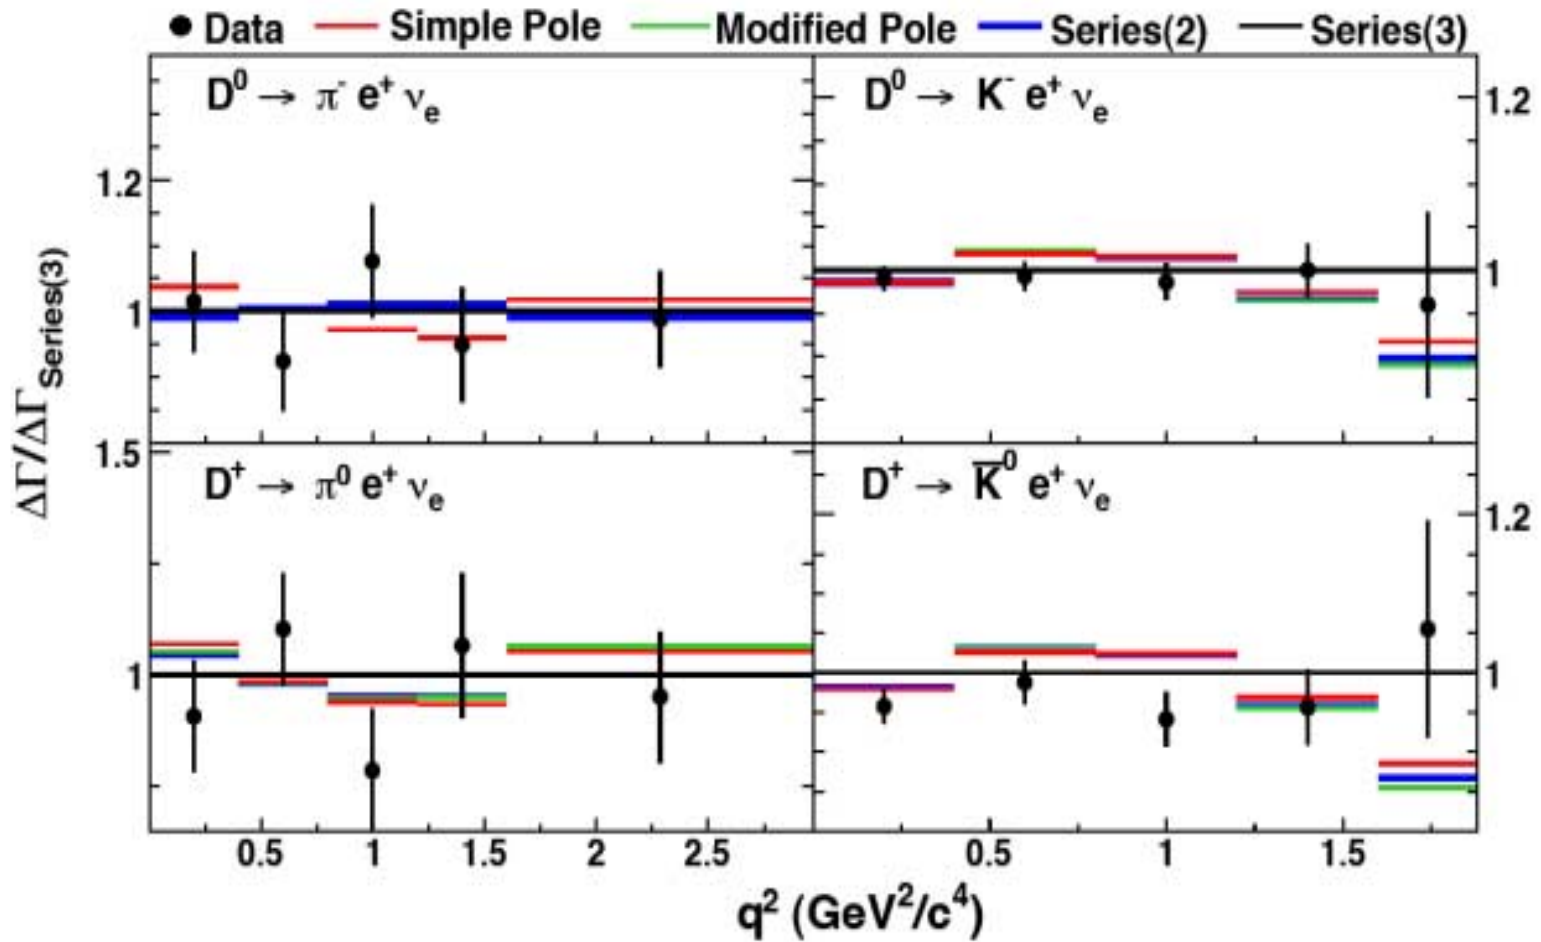 Data Simple Pole Modified Pole Series(2) Series(3)
D⁰ → π⁻ e⁺ νₑ
D⁰ → K⁻ e⁺ νₑ
1.2
1
1.2
1
D⁺ → π⁰ e⁺ νₑ
D⁺ → K̅⁰ e⁺ νₑ
1.5
1
1.2
1
ΔΓ/ΔΓ Series(3)
0.5 1 1.5 2 2.5
0.5 1 1.5
q² (GeV²/c⁴)